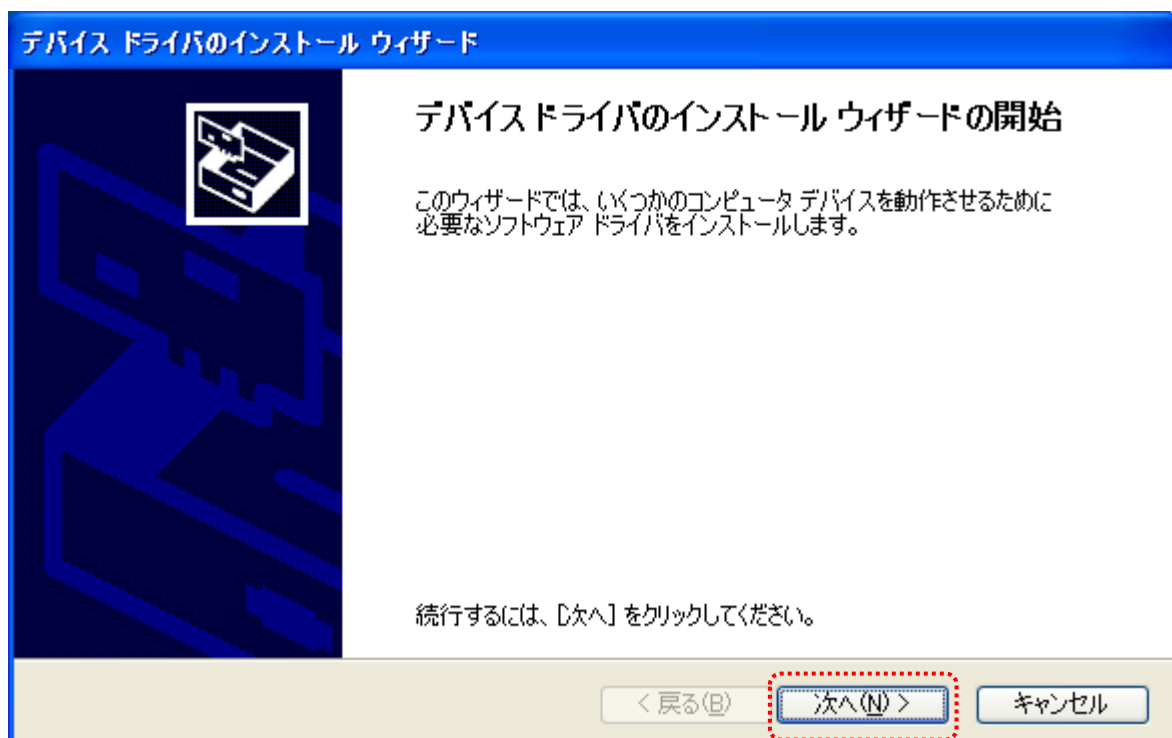 デバイス ドライバのインストール ウィザード
デバイス ドライバのインストール ウィザードの開始
このウィザードでは、いくつかのコンピュータ デバイスを動作させるために
必要なソフトウェア ドライバをインストールします。
続行するには、[次へ] をクリックしてください。
< 戻る(B) 次へ(N) > キャンセル